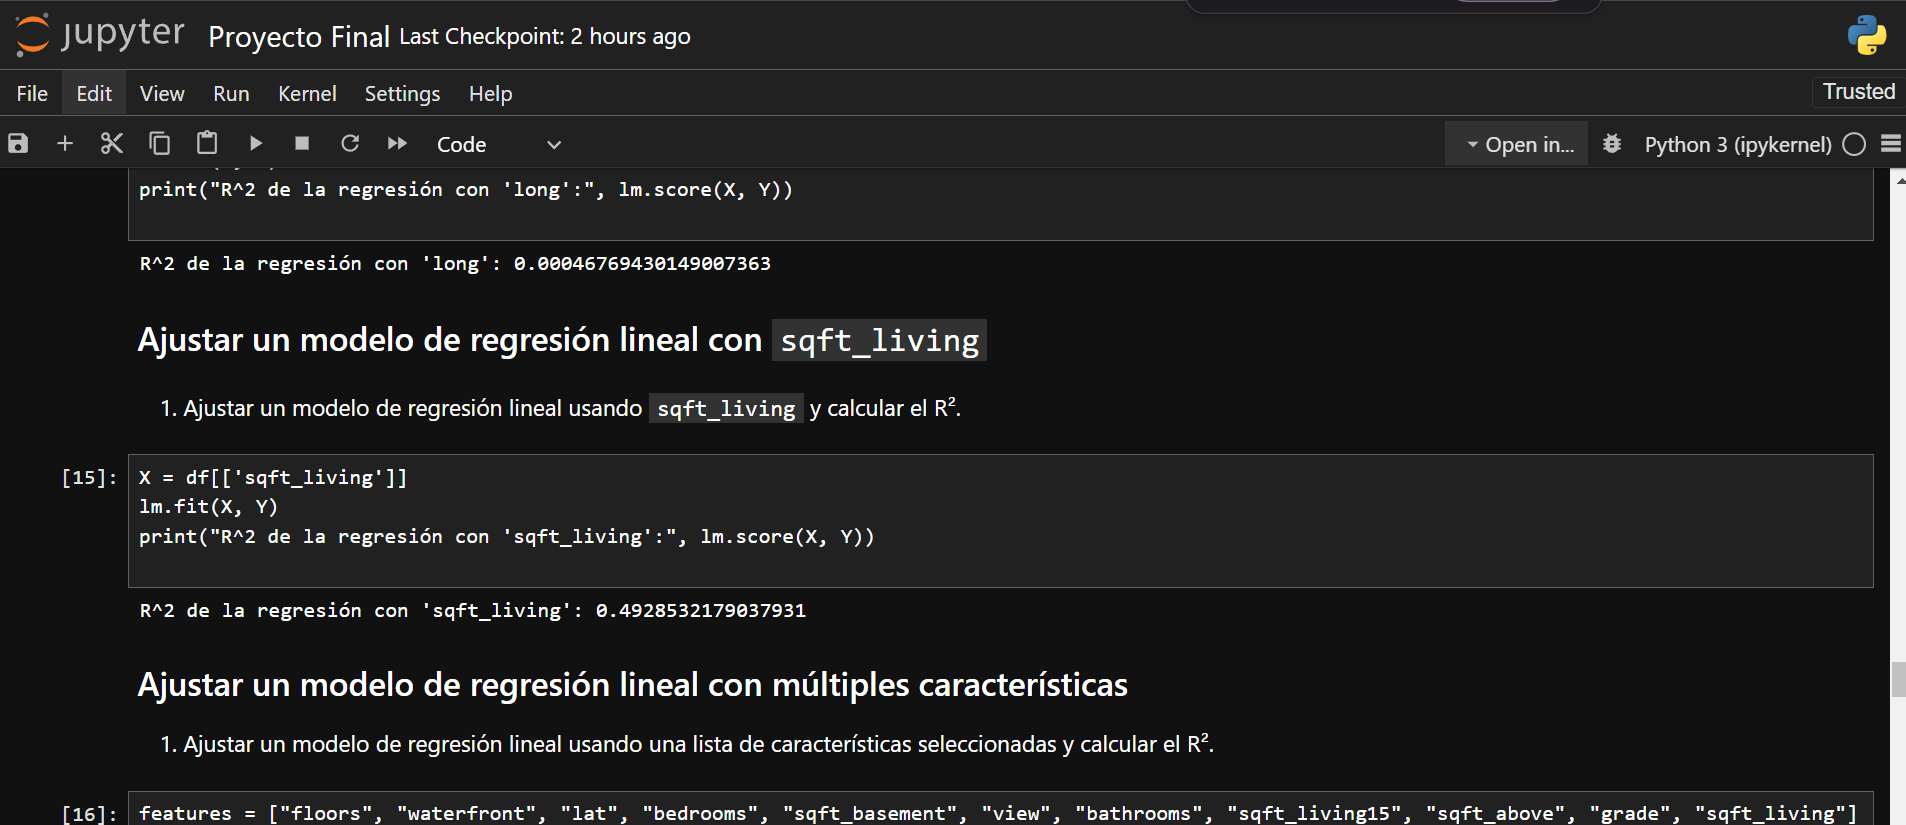 jupyter Proyecto Final Last Checkpoint: 2 hours ago
File Edit View Run Kernel Settings Help Trusted
Code Open in... Python 3 (ipykernel)
print("R^2 de la regresión con 'long':", lm.score(X, Y))
R^2 de la regresión con 'long': 0.00046769430149007363
Ajustar un modelo de regresión lineal con sqft_living
1. Ajustar un modelo de regresión lineal usando sqft_living y calcular el R².
[15]: X = df[['sqft_living']]
lm.fit(X, Y)
print("R^2 de la regresión con 'sqft_living':", lm.score(X, Y))
R^2 de la regresión con 'sqft_living': 0.4928532179037931
Ajustar un modelo de regresión lineal con múltiples características
1. Ajustar un modelo de regresión lineal usando una lista de características seleccionadas y calcular el R².
[16]: features = ["floors", "waterfront", "lat", "bedrooms", "sqft_basement", "view", "bathrooms", "sqft_living15", "sqft_above", "grade", "sqft_living"]